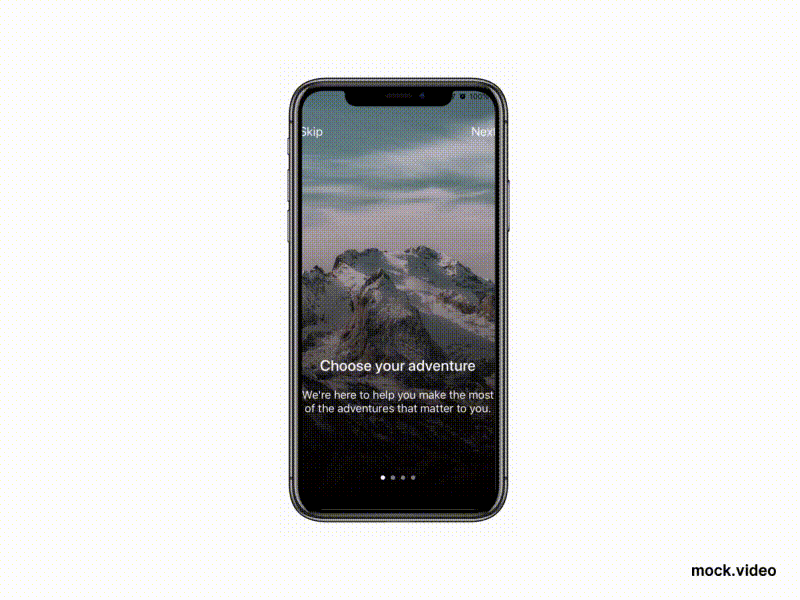 100%
Skip
Next
Choose your adventure
We're here to help you make the most
of the adventures that matter to you.
mock.video